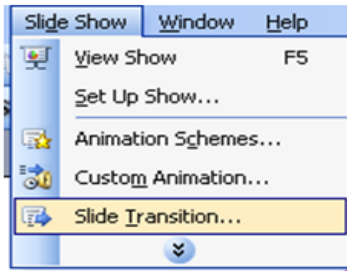 Slide Show Window Help
View Show F5
Set Up Show...
Animation Schemes...
Custom Animation...
Slide Transition...